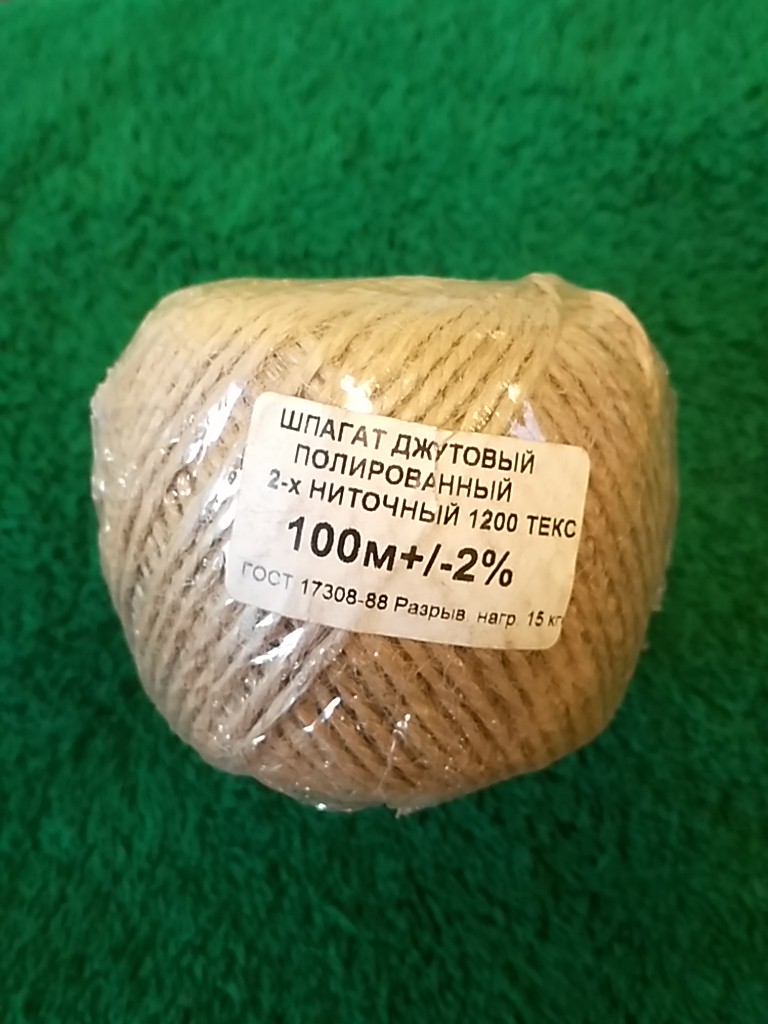 ШПАГАТ ДЖУТОВЫЙ
ПОЛИРОВАННЫЙ
2-х НИТОЧНЫЙ 1200 ТЕКС
100м+/-2%
ГОСТ 17308-88 Разрыв. нагр. 15 кг